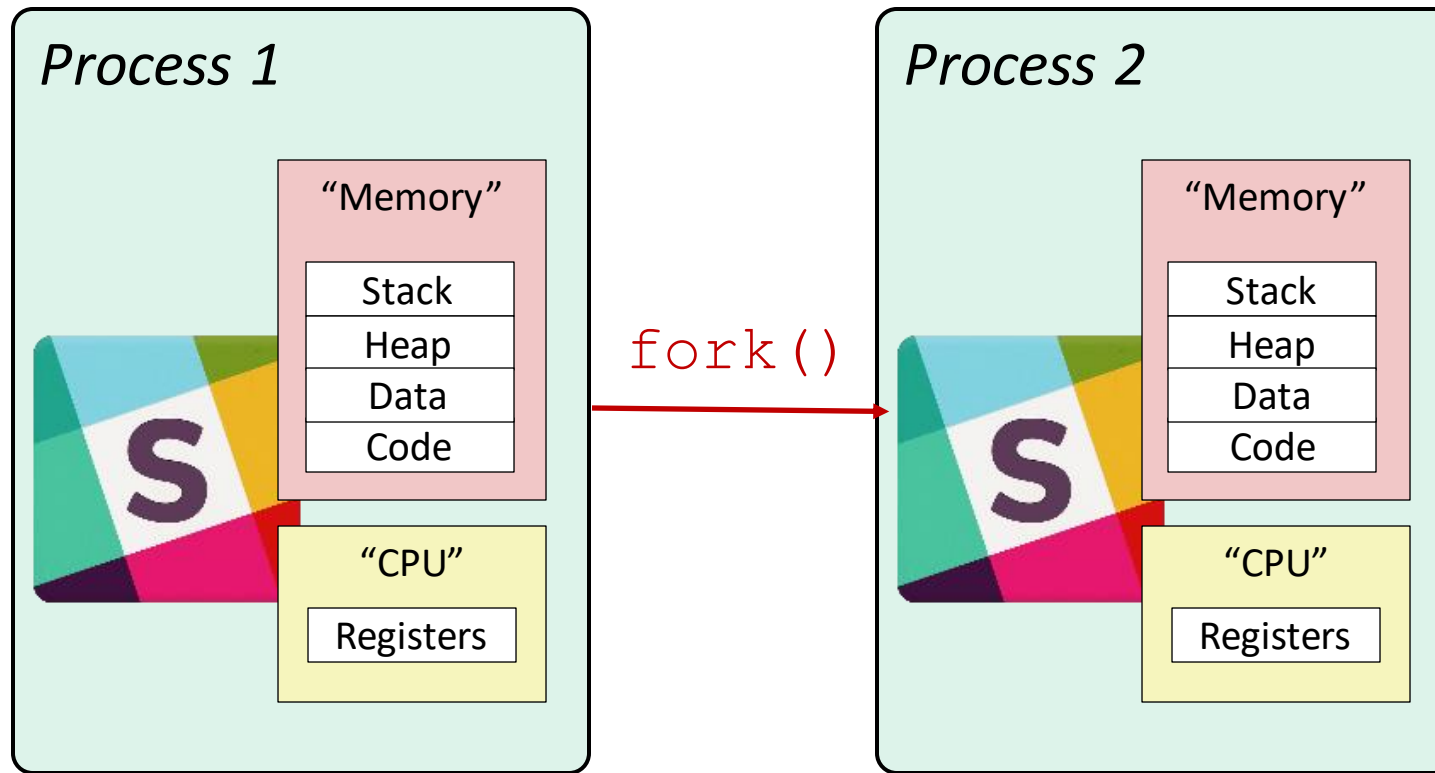 Process 1
"Memory"
Stack
Heap
Data
Code
S
"CPU"
Registers
fork()
Process 2
"Memory"
Stack
Heap
Data
Code
S
"CPU"
Registers